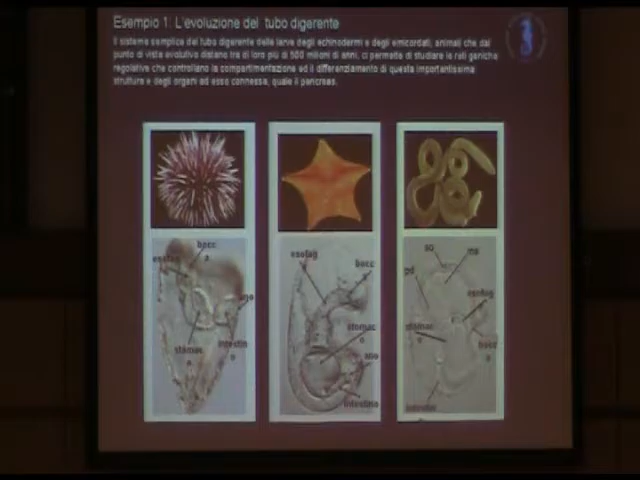 Esempio 1: L'evoluzione del tubo digerente
Il sistema semplice del tubo digerente delle larve degli echinodermi e degli emicordati, animali che dal
punto di vista evolutivo distano tra di loro più di 500 milioni di anni, ci permette di studiare le reti geniche
regolative che controllano la compartimentazione ed il differenziamento di questa importantissima
struttura e degli organi ad esso connessa, quale il pancreas.
bocc
a
esofag
ano
stomac
o
intestin
o
esofag
bocc
stomac
o
ano
intestino
esofag
stomac
o
bocc
a